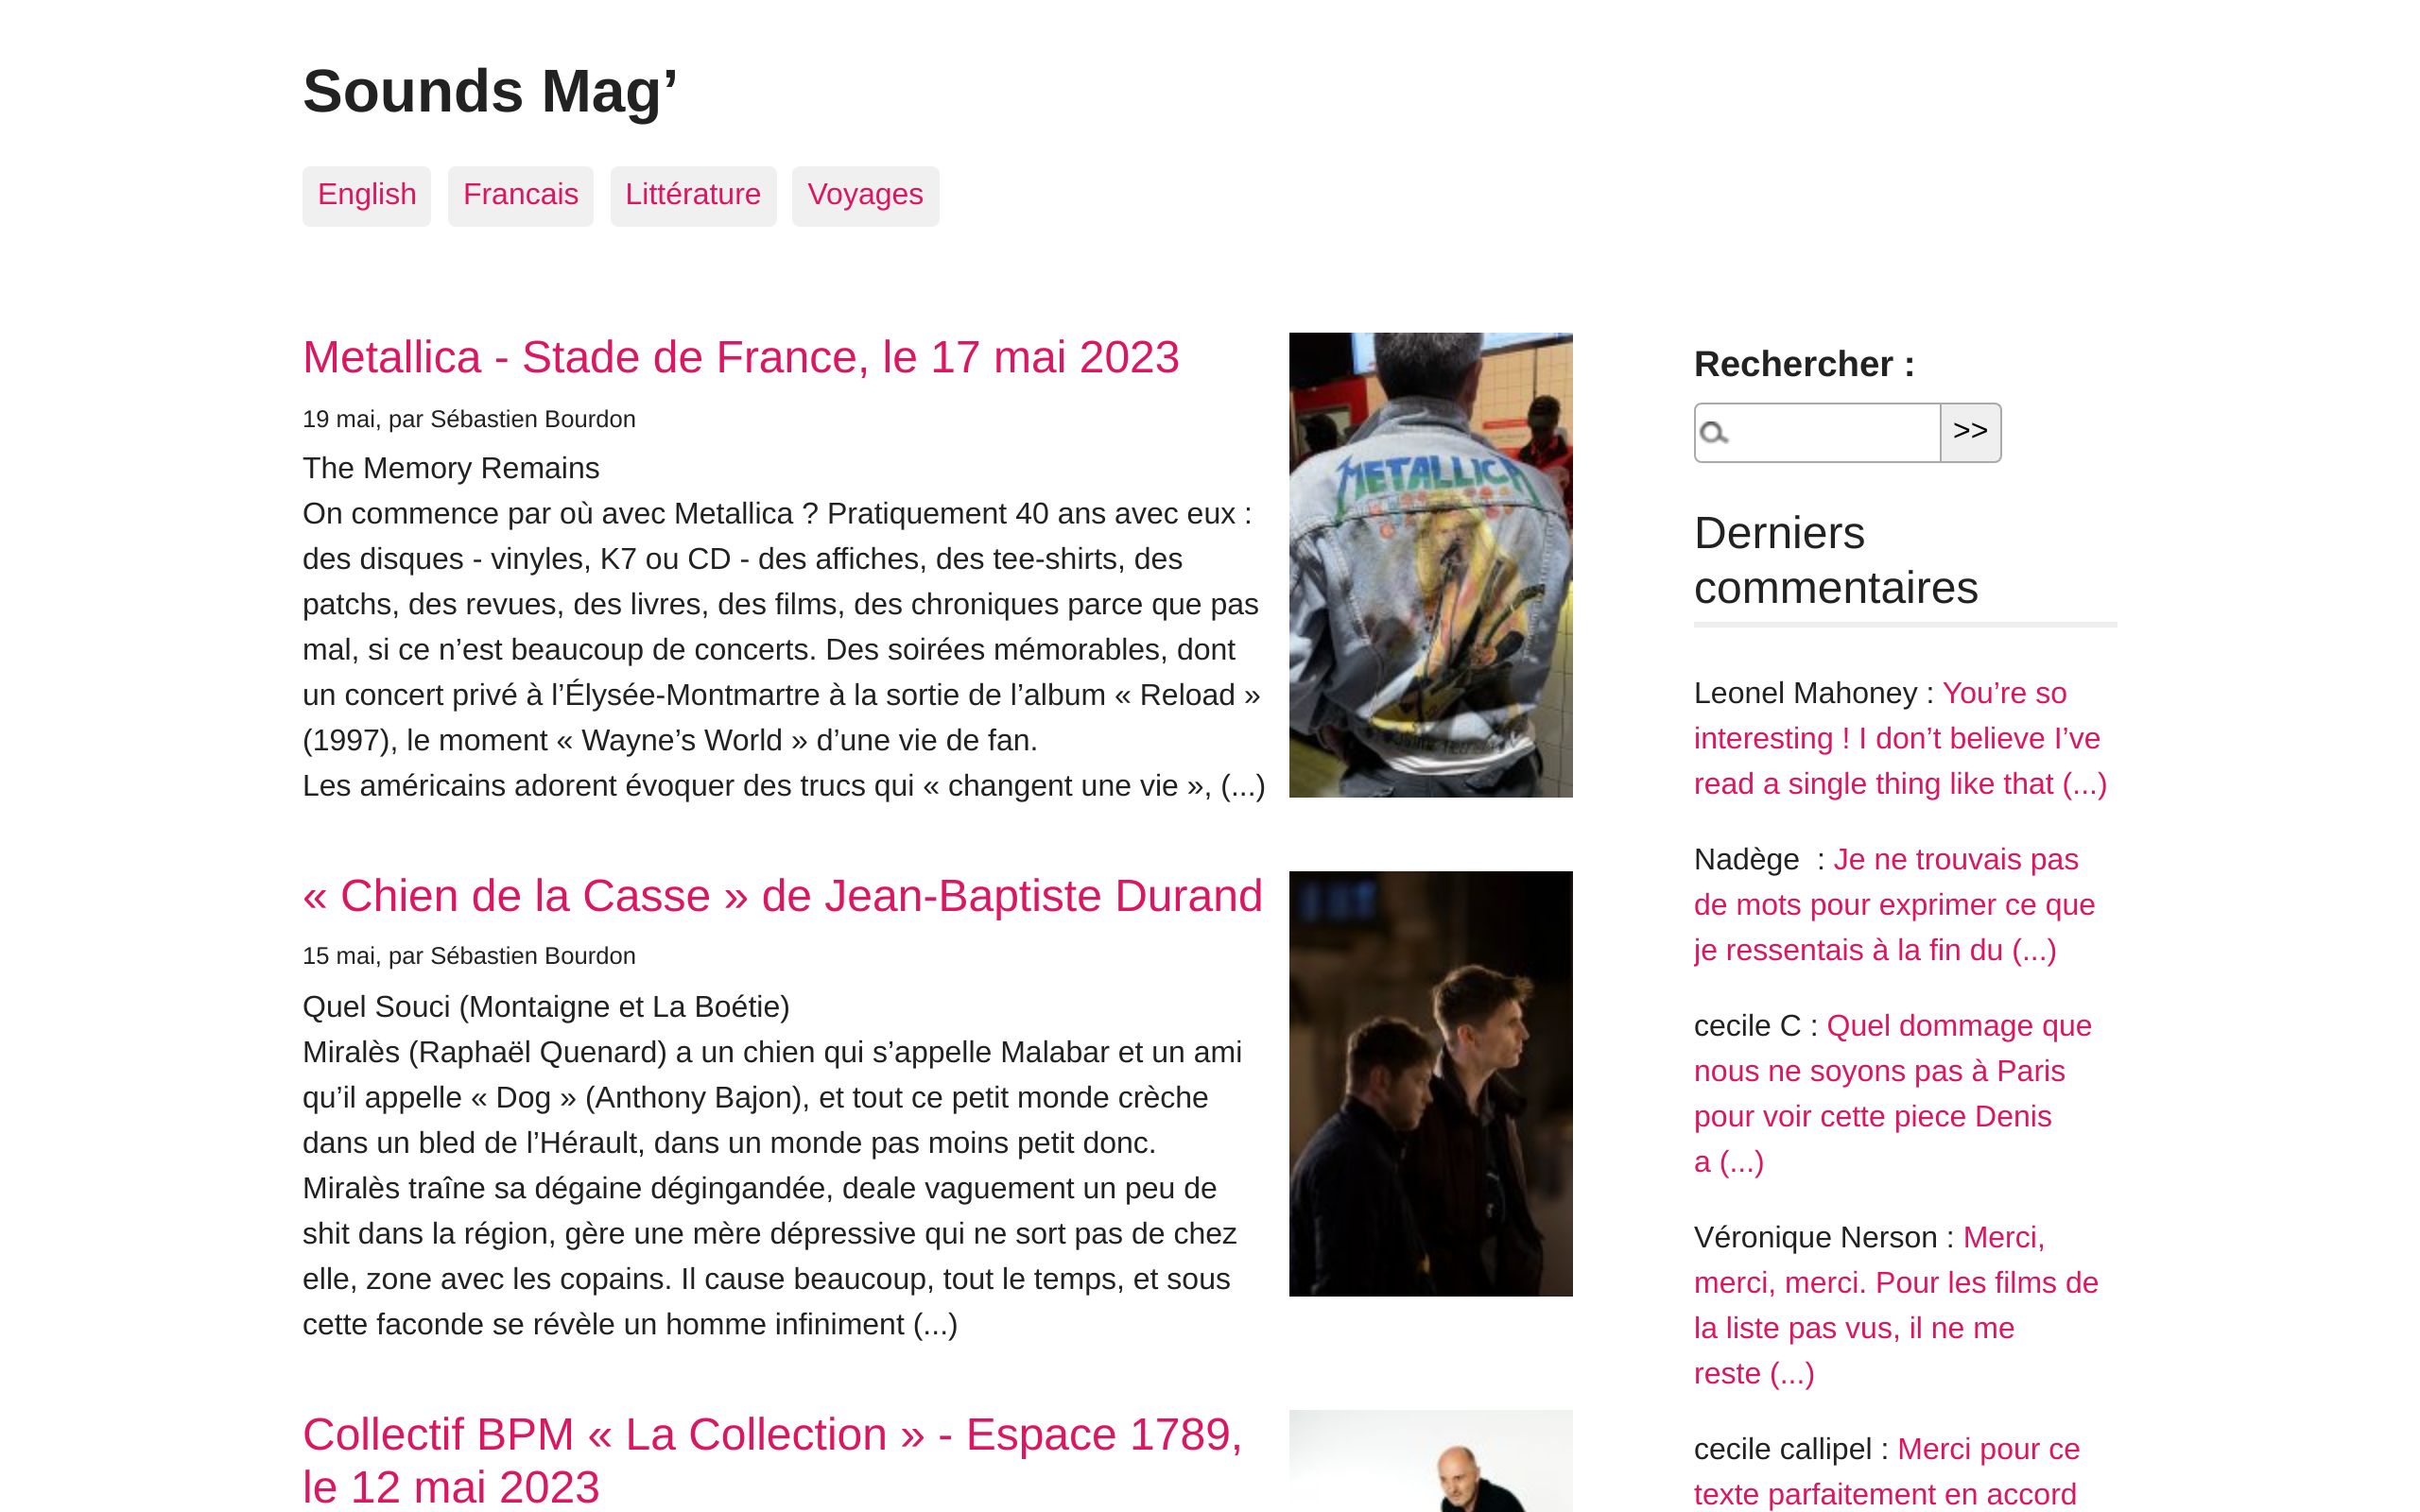 Sounds Mag’
English Francais Littérature Voyages
Metallica - Stade de France, le 17 mai 2023
19 mai, par Sébastien Bourdon
The Memory Remains
On commence par où avec Metallica ? Pratiquement 40 ans avec eux :
des disques - vinyles, K7 ou CD - des affiches, des tee-shirts, des
patchs, des revues, des livres, des films, des chroniques parce que pas
mal, si ce n’est beaucoup de concerts. Des soirées mémorables, dont
un concert privé à l’Élysée-Montmartre à la sortie de l’album « Reload »
(1997), le moment « Wayne’s World » d’une vie de fan.
Les américains adorent évoquer des trucs qui « changent une vie », (...)
METALLICA
« Chien de la Casse » de Jean-Baptiste Durand
15 mai, par Sébastien Bourdon
Quel Souci (Montaigne et La Boétie)
Miralès (Raphaël Quenard) a un chien qui s’appelle Malabar et un ami
qu’il appelle « Dog » (Anthony Bajon), et tout ce petit monde crèche
dans un bled de l’Hérault, dans un monde pas moins petit donc.
Miralès traîne sa dégaine dégingandée, deale vaguement un peu de
shit dans la région, gère une mère dépressive qui ne sort pas de chez
elle, zone avec les copains. Il cause beaucoup, tout le temps, et sous
cette faconde se révèle un homme infiniment (...)
Collectif BPM « La Collection » - Espace 1789,
le 12 mai 2023
Rechercher :
>>
Derniers
commentaires
Leonel Mahoney : You’re so
interesting ! I don’t believe I’ve
read a single thing like that (...)
Nadège  : Je ne trouvais pas
de mots pour exprimer ce que
je ressentais à la fin du (...)
cecile C : Quel dommage que
nous ne soyons pas à Paris
pour voir cette piece Denis
a (...)
Véronique Nerson : Merci,
merci, merci. Pour les films de
la liste pas vus, il ne me
reste (...)
cecile callipel : Merci pour ce
texte parfaitement en accord